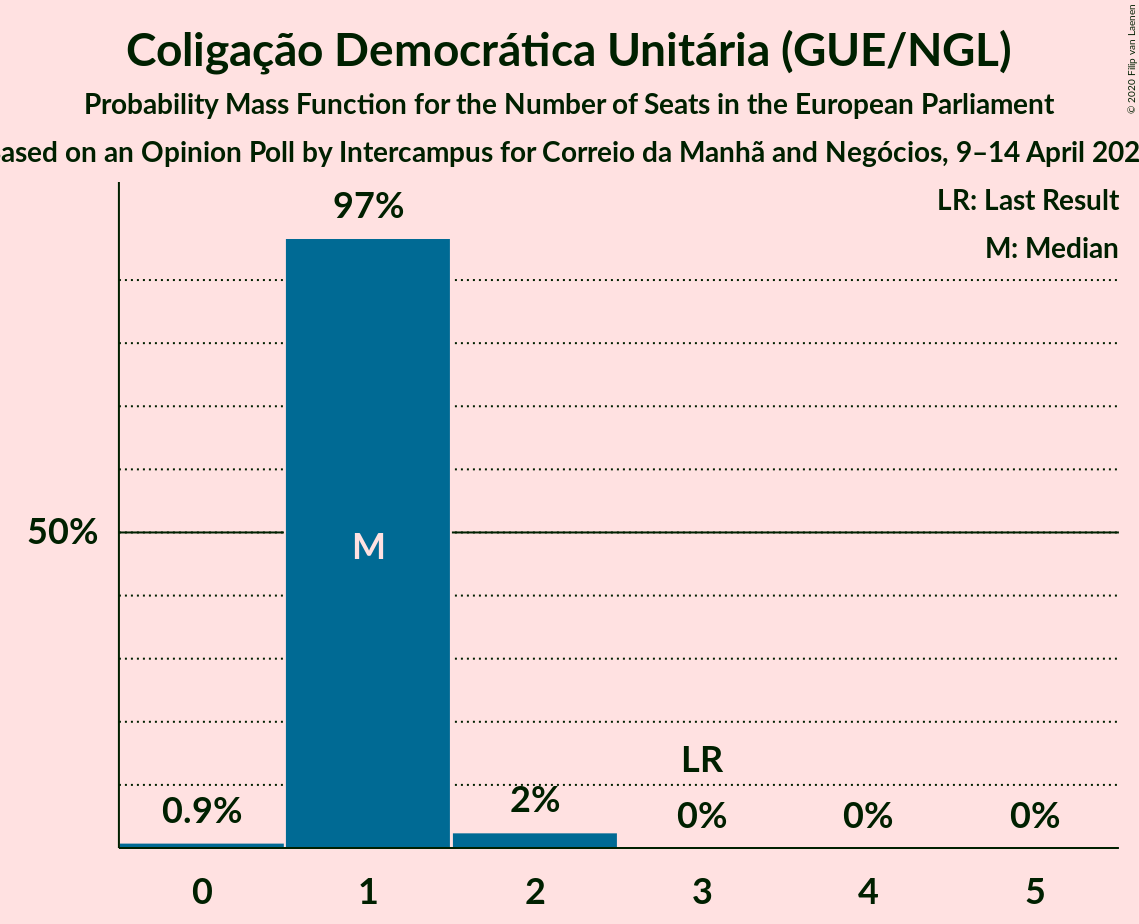 Coligação Democrática Unitária (GUE/NGL)
Probability Mass Function for the Number of Seats in the European Parliament
ased on an Opinion Poll by Intercampus for Correio da Manhã and Negócios, 9–14 April 202
© 2020 Filip van Laenen
LR: Last Result
M: Median
97%
50%
M
LR
0.9%
2%
0%
0%
0%
0 1 2 3 4 5